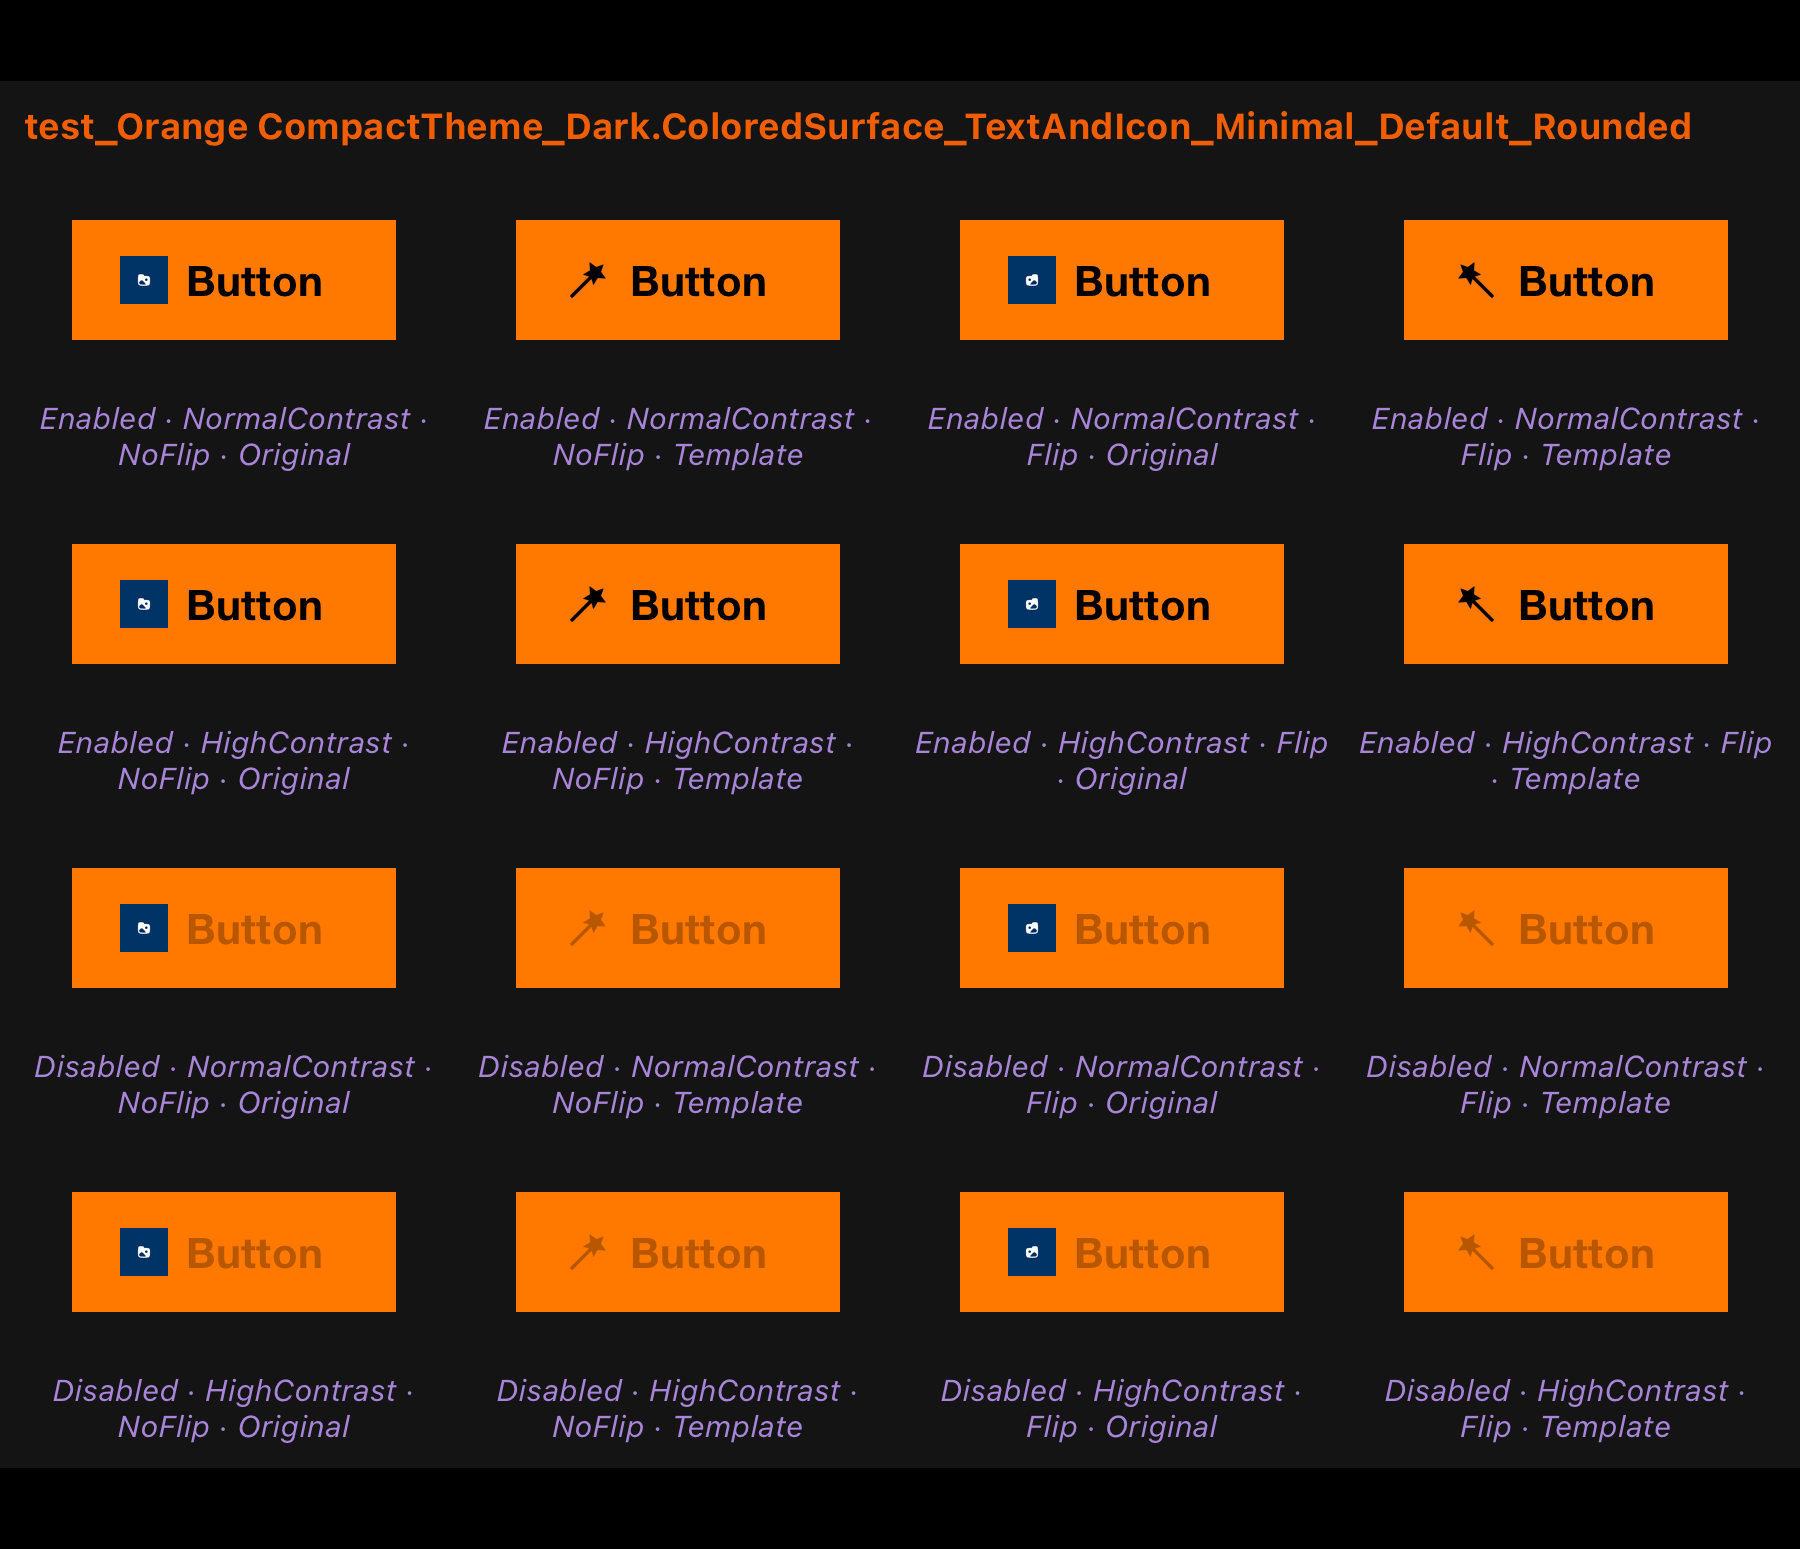 test_Orange CompactTheme_Dark.ColoredSurface_TextAndIcon_Minimal_Default_Rounded
Button Button Button Button
Enabled · NormalContrast · Enabled · NormalContrast · Enabled · NormalContrast · Enabled · NormalContrast ·
NoFlip · Original NoFlip · Template Flip · Original Flip · Template
Button Button Button Button
Enabled · HighContrast · Enabled · HighContrast · Enabled · HighContrast · Flip Enabled · HighContrast · Flip
NoFlip · Original NoFlip · Template · Original · Template
Button Button Button Button
Disabled · NormalContrast · Disabled · NormalContrast · Disabled · NormalContrast · Disabled · NormalContrast ·
NoFlip · Original NoFlip · Template Flip · Original Flip · Template
Button Button Button Button
Disabled · HighContrast · Disabled · HighContrast · Disabled · HighContrast · Disabled · HighContrast ·
NoFlip · Original NoFlip · Template Flip · Original Flip · Template